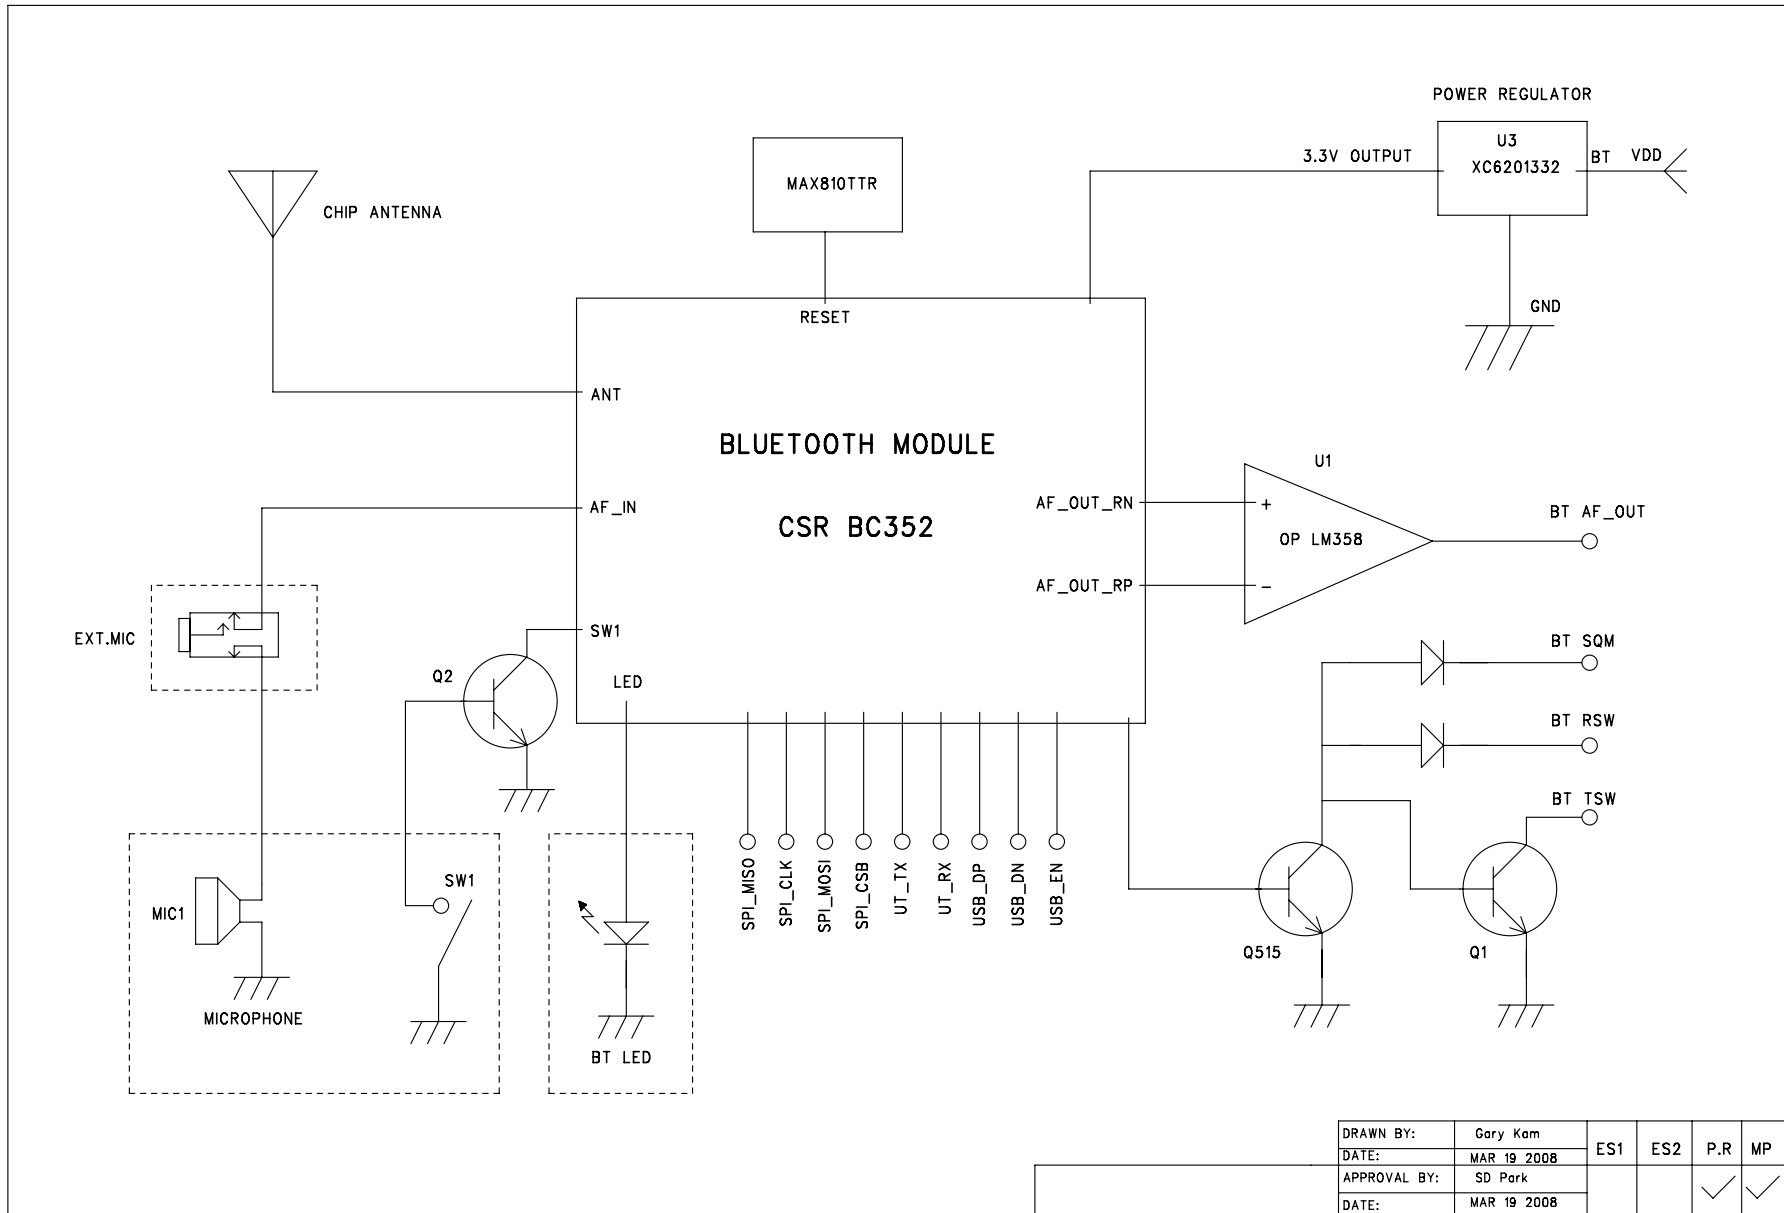 POWER REGULATOR
U3
XC6201332
3.3V OUTPUT
BT VDD
GND
MAX810TTR
CHIP ANTENNA
RESET
ANT
BLUETOOTH MODULE
CSR BC352
AF_IN
AF_OUT_RN
AF_OUT_RP
U1
+
OP LM358
-
BT AF_OUT
EXT.MIC
SW1
Q2
LED
BT SQM
BT RSW
BT TSW
SPI_MISO
SPI_CLK
SPI_MOSI
SPI_CSB
UT_TX
UT_RX
USB_DP
USB_DN
USB_EN
MIC1
SW1
MICROPHONE
BT LED
Q515
Q1
DRAWN BY: Gary Kam ES1 ES2 P.R MP
DATE: MAR 19 2008
APPROVAL BY: SD Park
DATE: MAR 19 2008